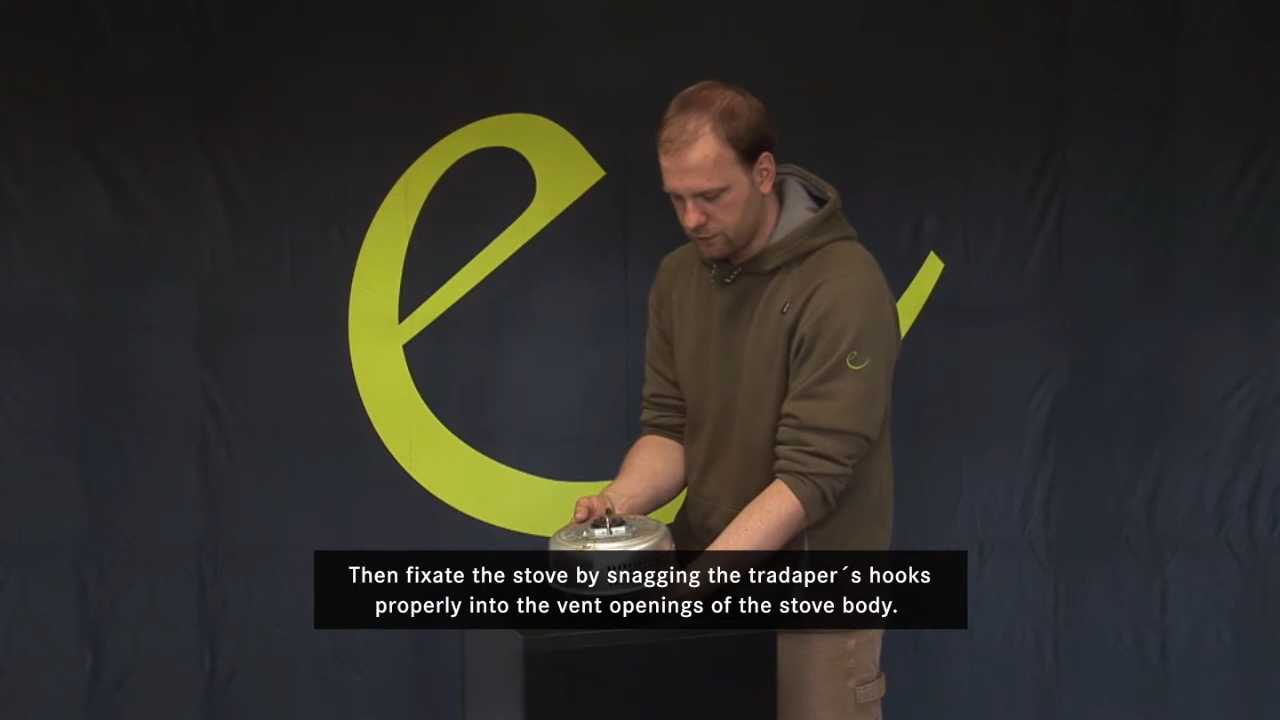 e
e
Then fixate the stove by snagging the tradaper´s hooks
properly into the vent openings of the stove body.